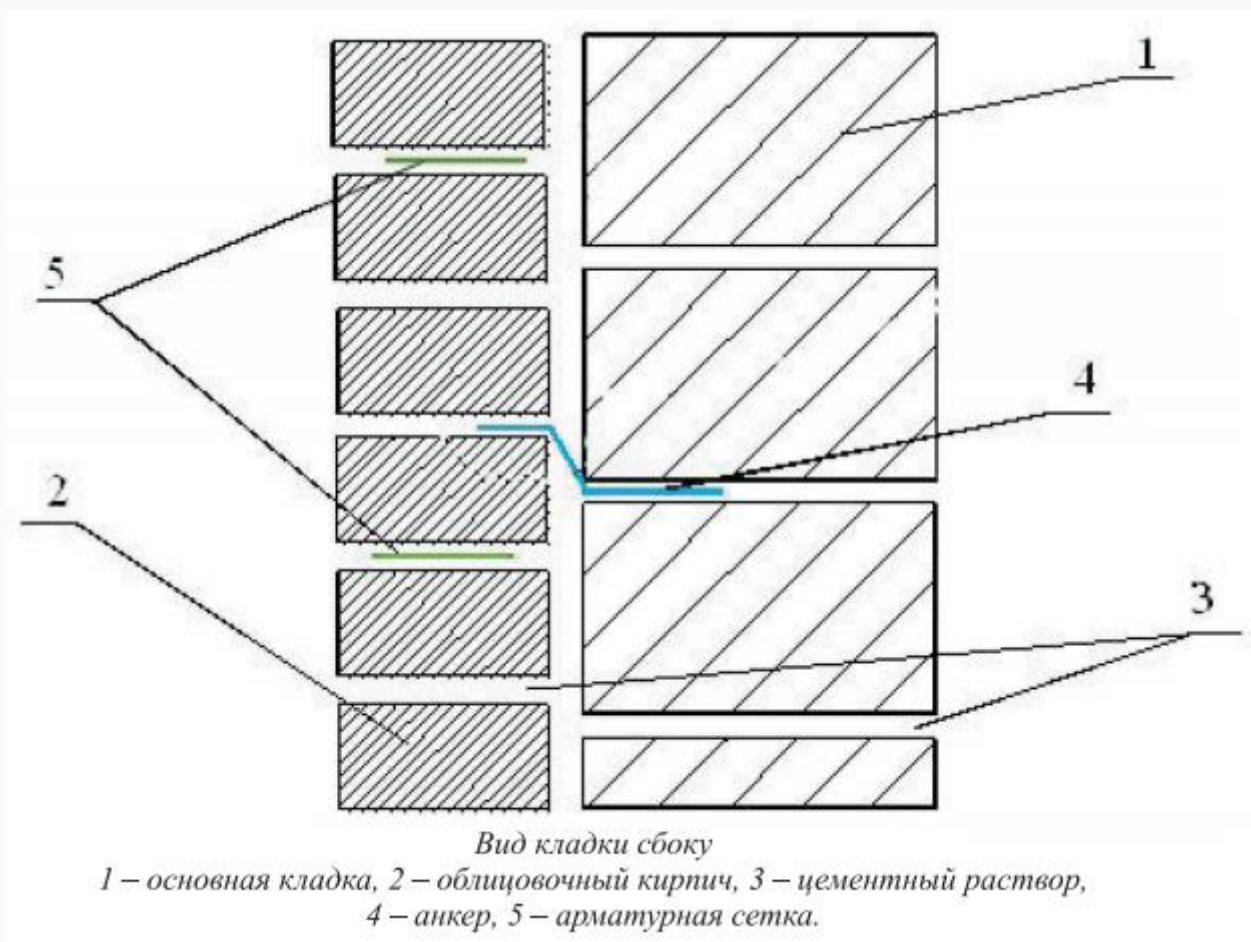 1
5
4
2
3
Вид кладки сбоку
1 – основная кладка, 2 – облицовочный кирпич, 3 – цементный раствор,
4 – анкер, 5 – арматурная сетка.